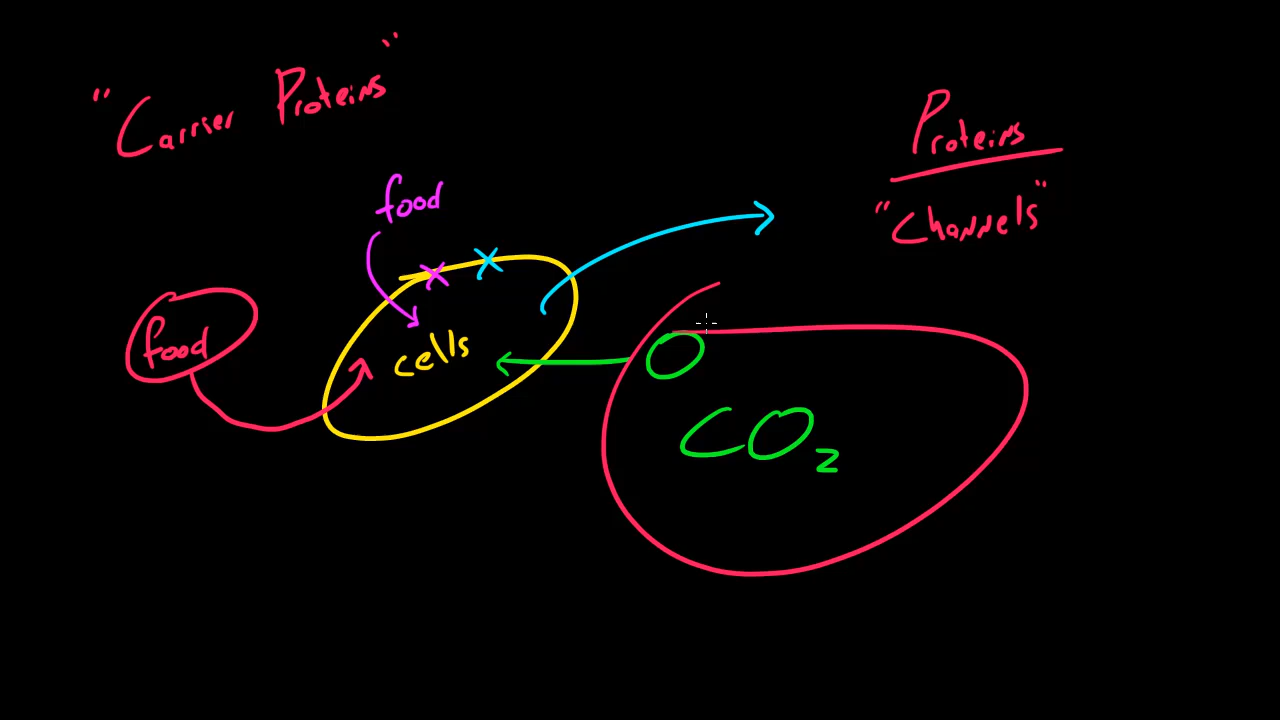 "Carrier Proteins"
Proteins
"Channels"
food
food
cells
O
CO₂